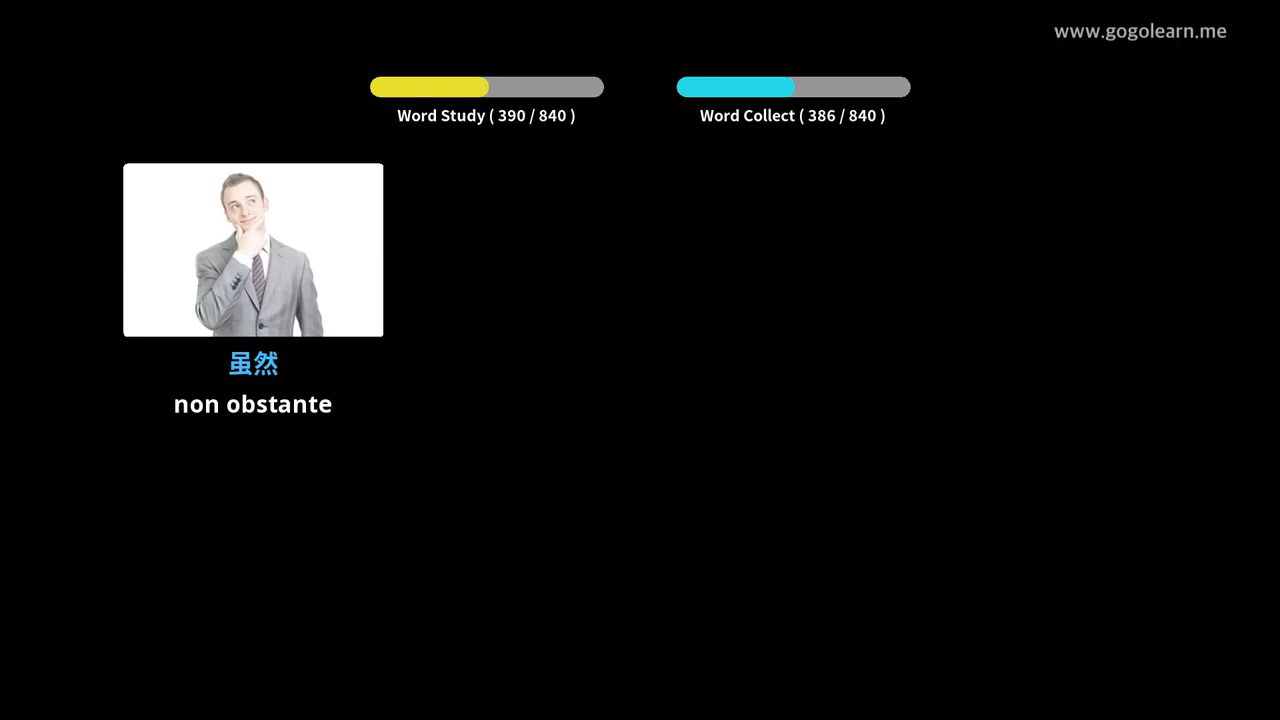 www.gogolearn.me
Word Study ( 390 / 840 )
Word Collect ( 386 / 840 )
虽然
non obstante